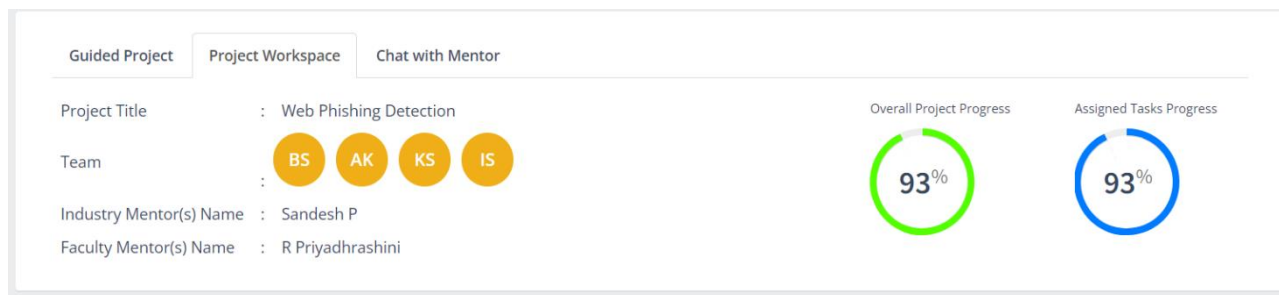 Guided Project Project Workspace Chat with Mentor
Project Title : Web Phishing Detection
Team : BS AK KS IS
Industry Mentor(s) Name : Sandesh P
Faculty Mentor(s) Name : R Priyadhrashini
Overall Project Progress
93%
Assigned Tasks Progress
93%